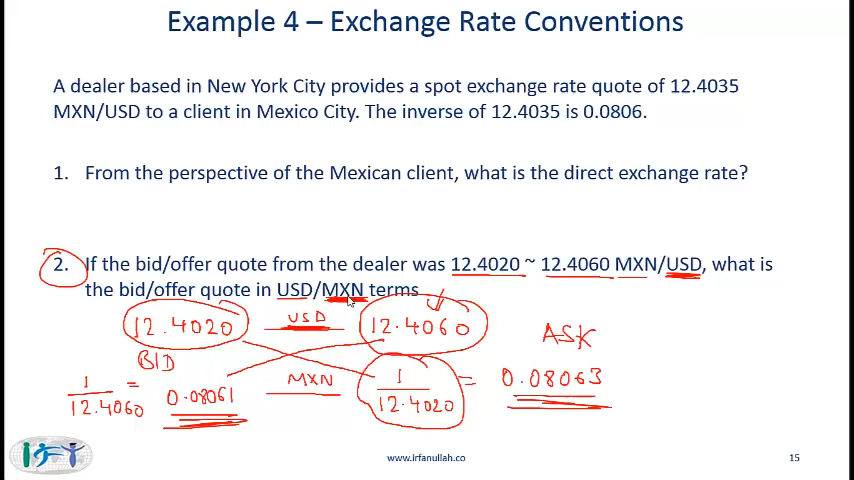 Example 4 – Exchange Rate Conventions
A dealer based in New York City provides a spot exchange rate quote of 12.4035
MXN/USD to a client in Mexico City. The inverse of 12.4035 is 0.0806.
1. From the perspective of the Mexican client, what is the direct exchange rate?
2. If the bid/offer quote from the dealer was 12.4020 ~ 12.4060 MXN/USD, what is
the bid/offer quote in USD/MXN terms
12.4020 USD 12.4060 ASK
BID
1/12.4060 = 0.08061 MXN 1/12.4020 = 0.08063
IFT
www.irfanullah.co
15